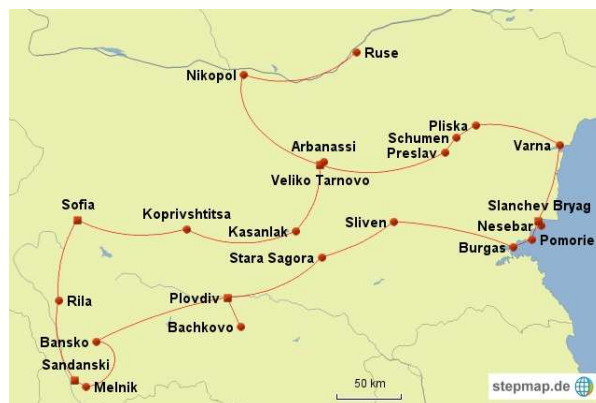 Ruse
Nikopol
Pliska
Arbanassi
Schumen
Varna
Preslav
Veliko Tarnovo
Sofia
Slanchev Bryag
Koprivshtitsa
Sliven
Nesebar
Kasanlak
Pomorie
Burgas
Stara Sagora
Rila
Plovdiv
Bachkovo
Bansko
Sandanski
Melnik
50 km
stepmap.de